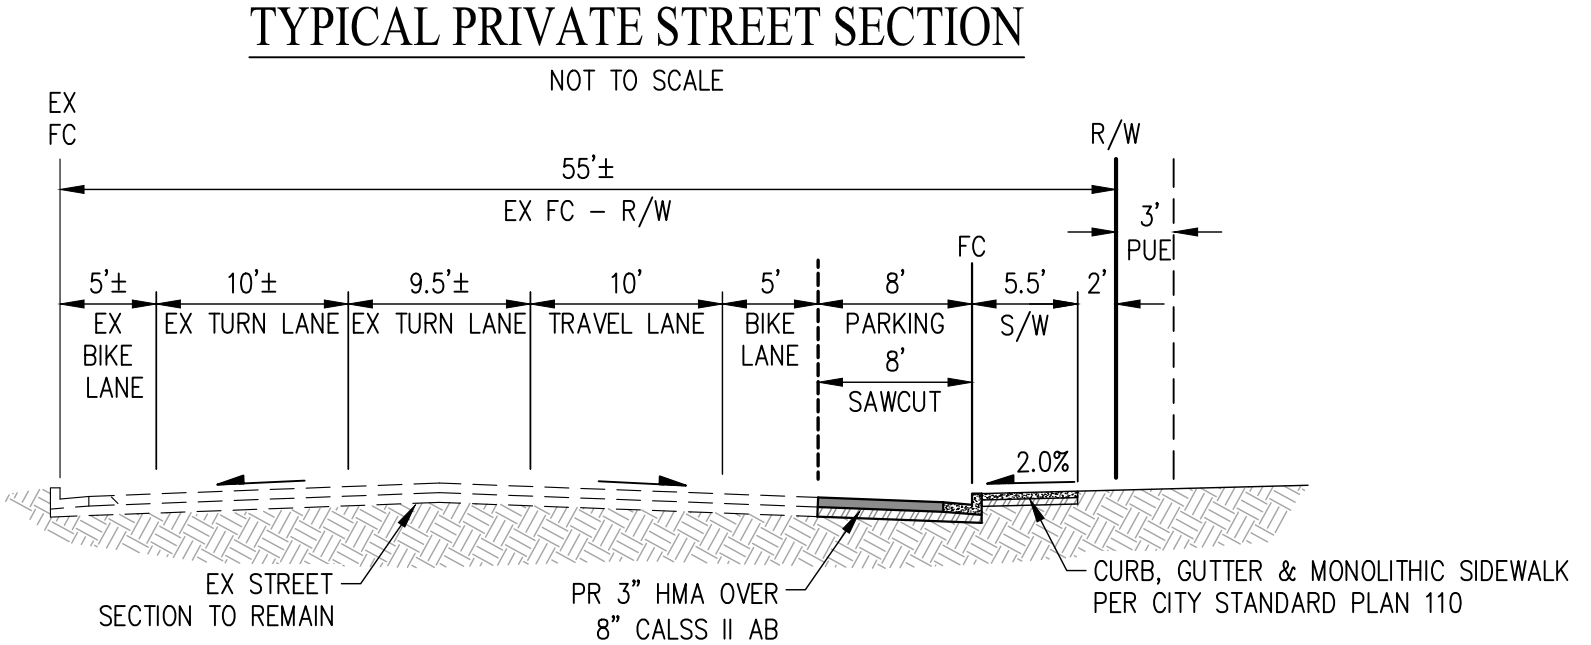 TYPICAL PRIVATE STREET SECTION
NOT TO SCALE
EX
FC
R/W
55'±
EX FC - R/W
3'
PUE
FC
5'±
10'±
9.5'±
10'
5'
8'
5.5'
2'
EX
BIKE
LANE
EX TURN LANE
EX TURN LANE
TRAVEL LANE
BIKE
LANE
PARKING
S/W
8'
SAWCUT
2.0%
EX STREET
SECTION TO REMAIN
PR 3" HMA OVER
8" CALSS II AB
CURB, GUTTER & MONOLITHIC SIDEWALK
PER CITY STANDARD PLAN 110